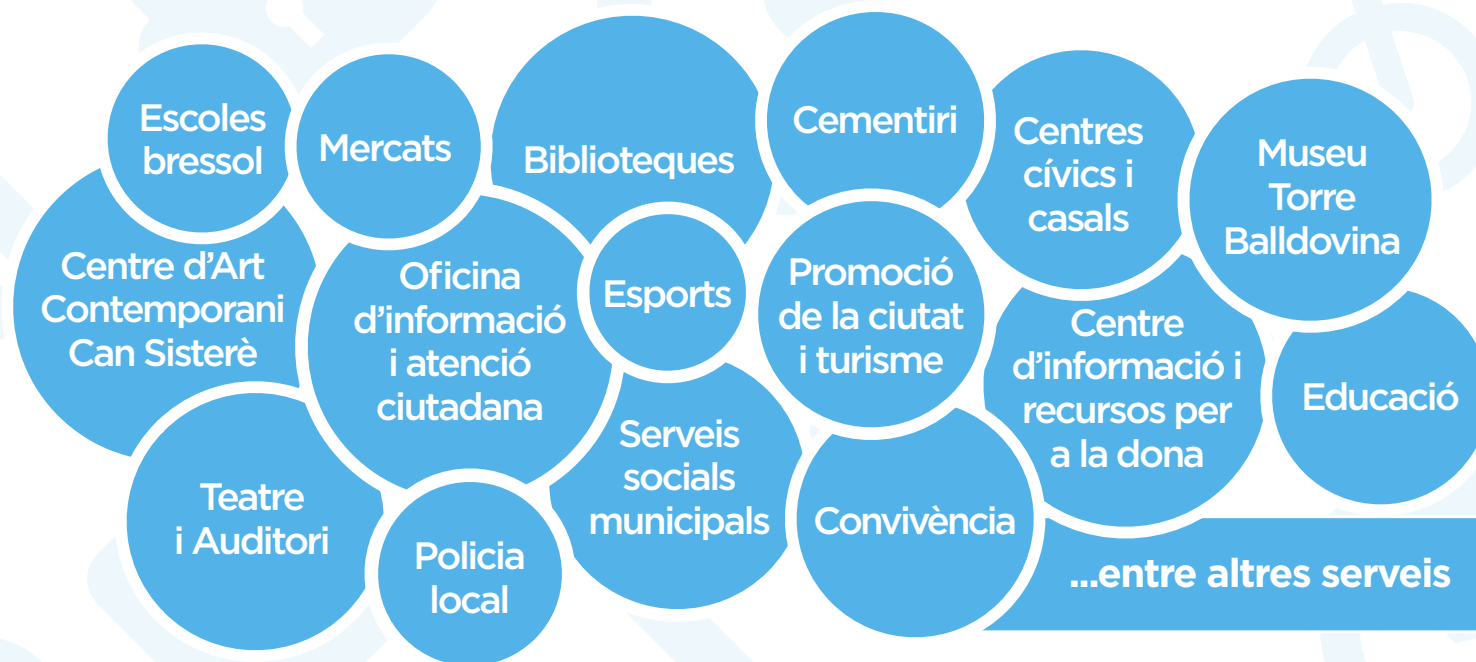 Escoles
bressol
Mercats
Biblioteques
Cementiri
Centres
cívics i
casals
Museu
Torre
Balldovina
Centre d'Art
Contemporani
Can Sisterè
Oficina
d'informació
i atenció
ciutadana
Esports
Promoció
de la ciutat
i turisme
Centre
d'informació i
recursos per
a la dona
Educació
Teatre
i Auditori
Policia
local
Serveis
socials
municipals
Convivència
...entre altres serveis